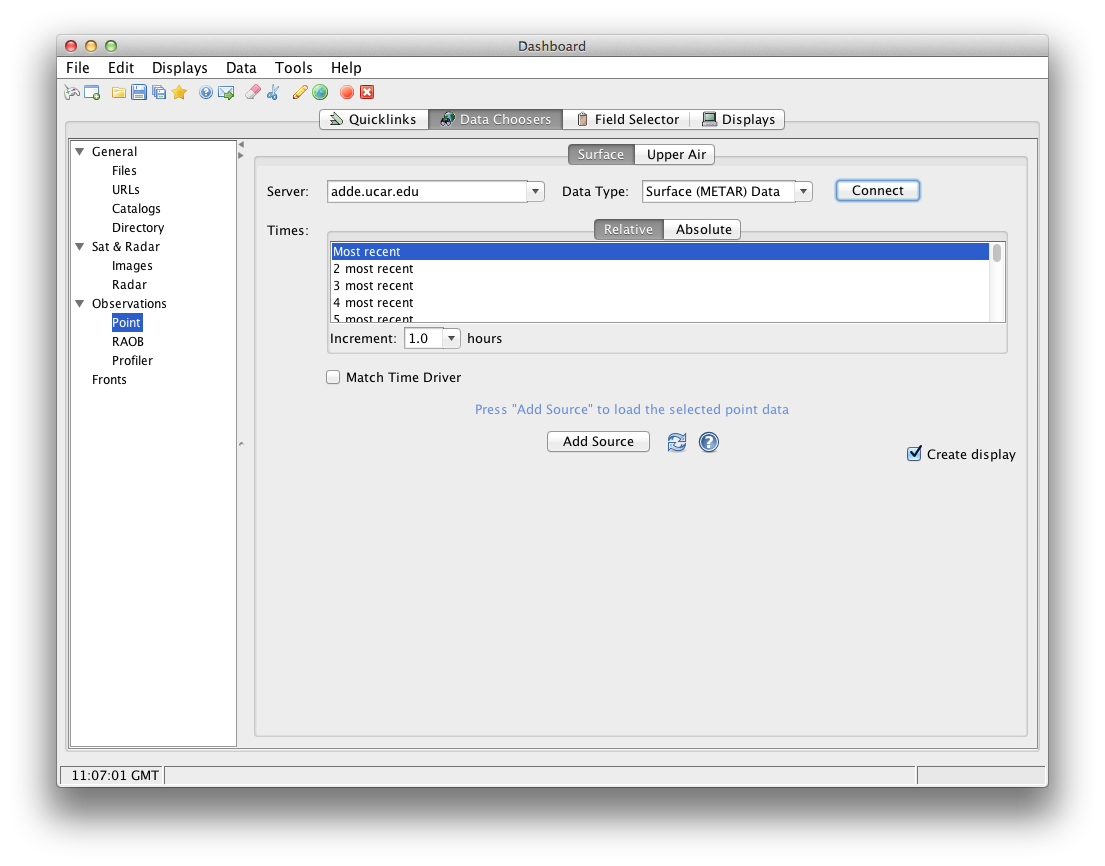 Dashboard
File Edit Displays Data Tools Help
Quicklinks Data Choosers Field Selector Displays
General
Files
URLs
Catalogs
Directory
Sat & Radar
Images
Radar
Observations
Point
RAOB
Profiler
Fronts
Surface Upper Air
Server: adde.ucar.edu Data Type: Surface (METAR) Data Connect
Times: Relative Absolute
Most recent
2 most recent
3 most recent
4 most recent
5 most recent
Increment: 1.0 hours
Match Time Driver
Press "Add Source" to load the selected point data
Add Source
Create display
11:07:01 GMT